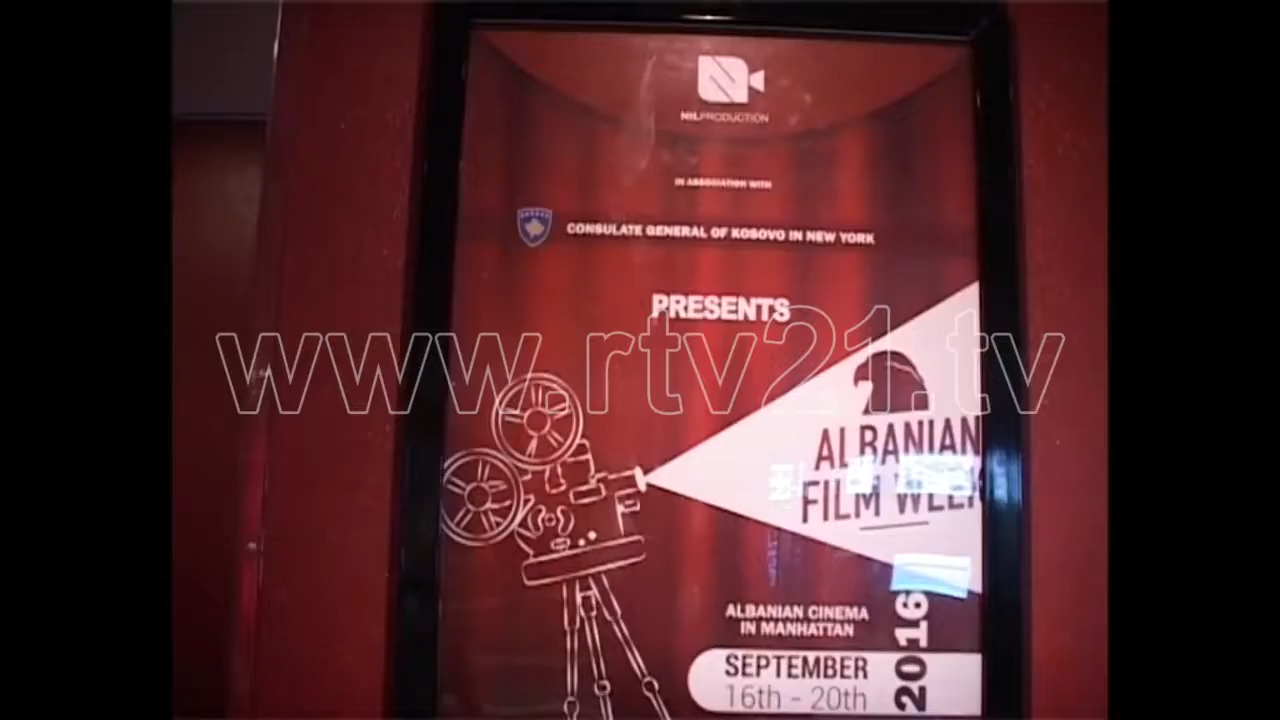 NILPRODUCTION
IN ASSOCIATION WITH
CONSULATE GENERAL OF KOSOVO IN NEW YORK
PRESENTS
www.rtv21.tv
ALBANIAN
FILM WEEK
ALBANIAN CINEMA
IN MANHATTAN
SEPTEMBER
16th - 20th
2016